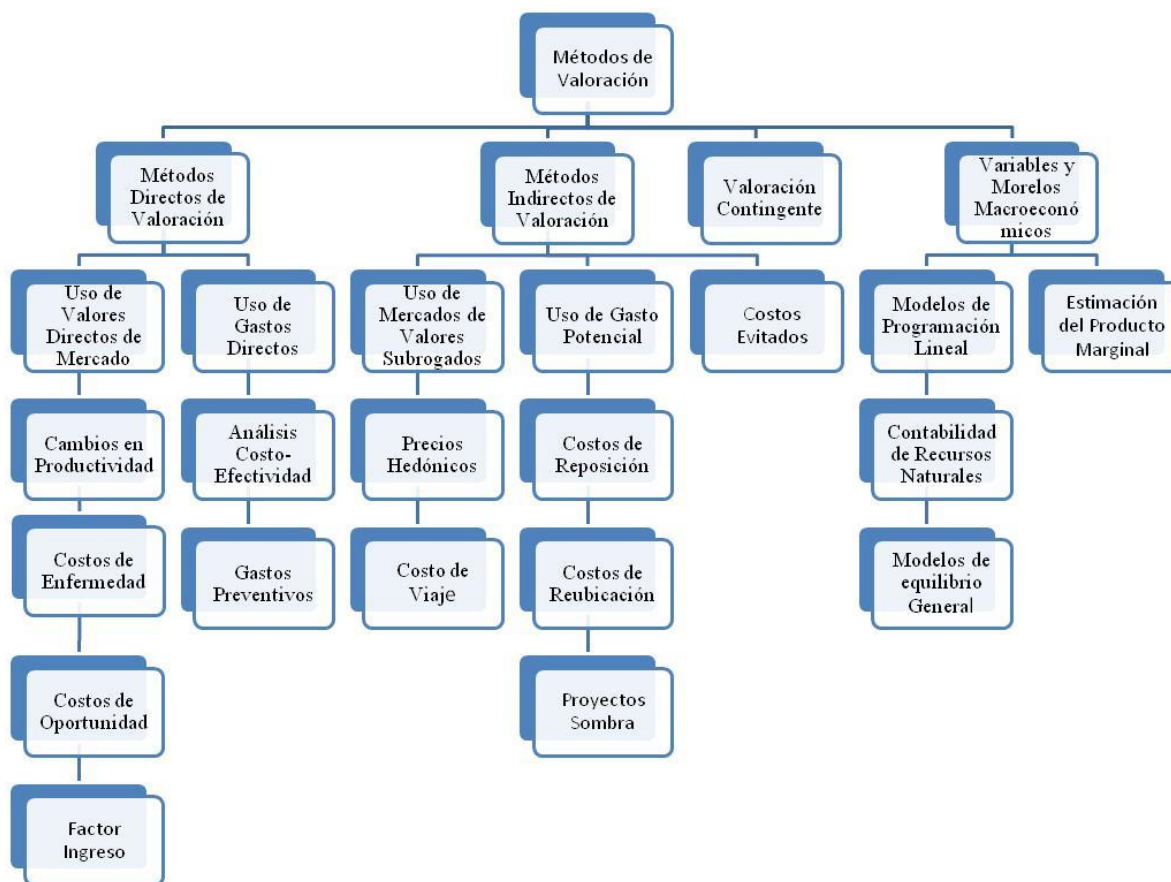 Métodos de
Valoración
Métodos
Directos de
Valoración
Métodos
Indirectos de
Valoración
Valoración
Contingente
Variables y
Morelos
Macroeconó
micos
Uso de
Valores
Directos de
Mercado
Uso de
Gastos
Directos
Uso de
Mercados de
Valores
Subrogados
Uso de Gasto
Potencial
Costos
Evitados
Modelos de
Programación
Lineal
Estimación
del Producto
Marginal
Cambios en
Productividad
Análisis
Costo-
Efectividad
Precios
Hedónicos
Costos de
Reposición
Contabilidad
de Recursos
Naturales
Costos de
Enfermedad
Gastos
Preventivos
Costo de
Viaje
Costos de
Reubicación
Modelos de
equilibrio
General
Costos de
Oportunidad
Proyectos
Sombra
Factor
Ingreso